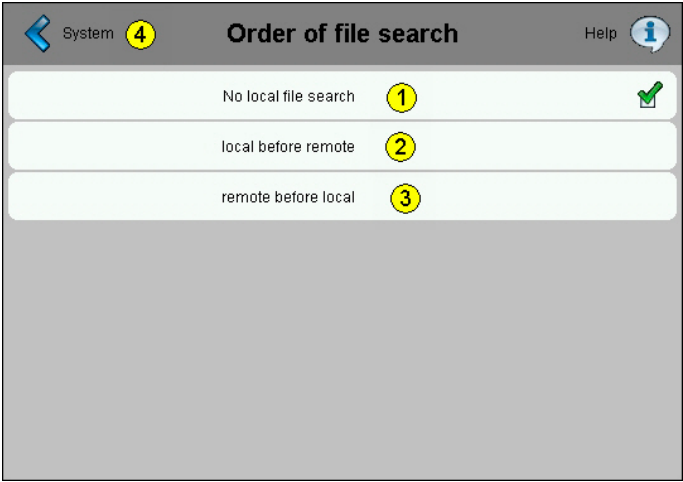 System 4 Order of file search Help
No local file search 1
local before remote 2
remote before local 3